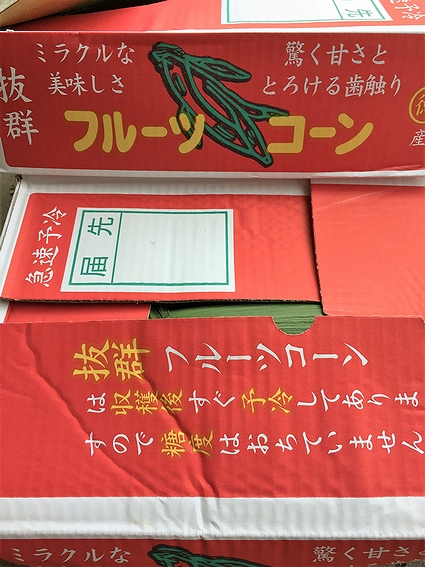 ミラクルな
美味しさ
驚く甘さと
とろける歯触り
抜群
フルーツコーン
産
届先
急速予冷
抜群フルーツコーン
は収穫後すぐ予冷してありま
すので糖度はおちていません
ミラクルな
驚く甘さと